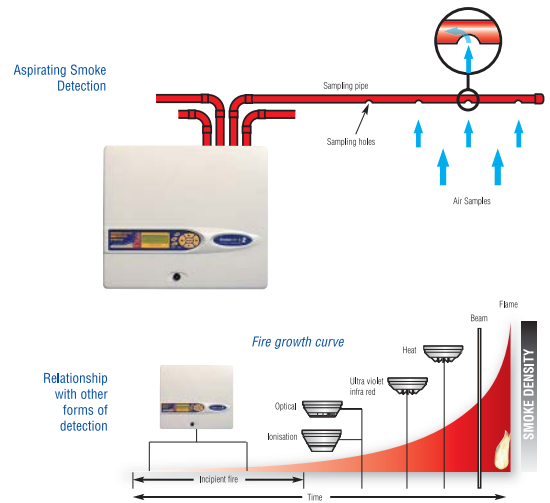 Aspirating Smoke
Detection
Sampling pipe
Sampling holes
Air Samples
Fire growth curve
Relationship
with other
forms of
detection
Flame
Beam
Heat
Ultra violet
infra red
Optical
Ionisation
SMOKE DENSITY
Incipient fire
Time